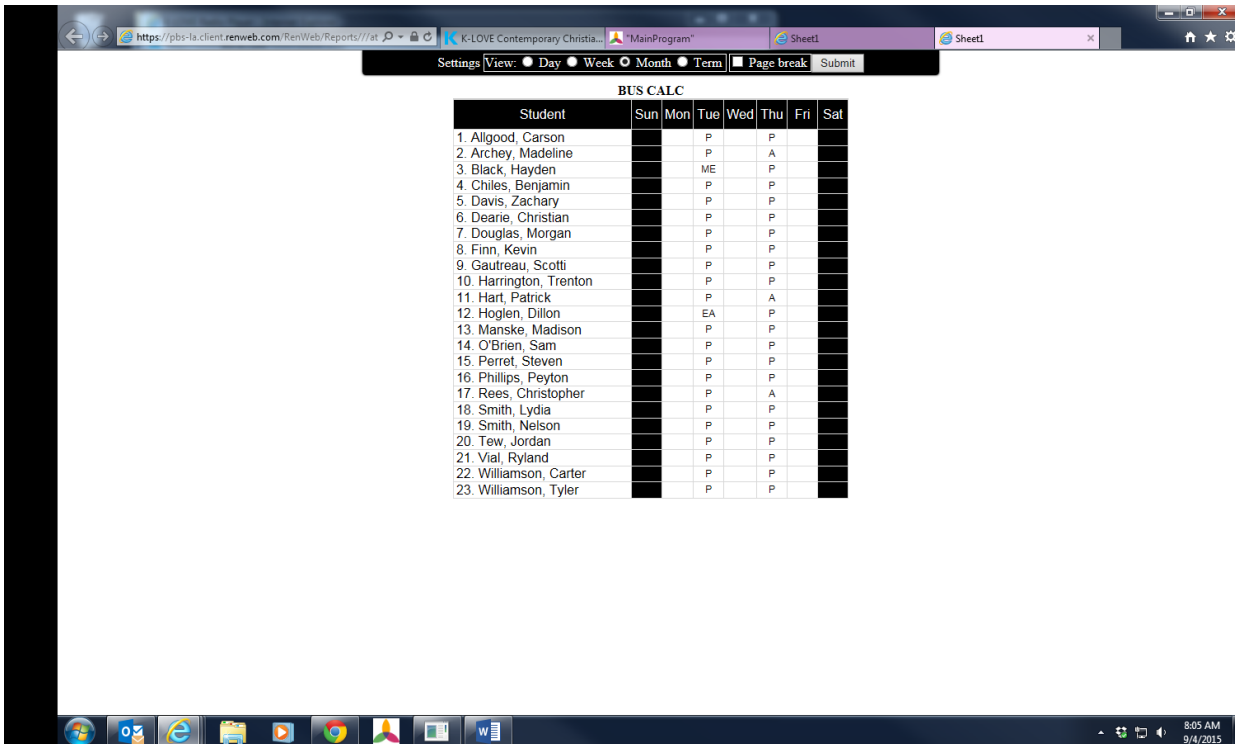 https://pbs-la.client.renweb.com/RenWeb/Reports///at K-LOVE Contemporary Christia... "MainProgram" Sheet1 Sheet1
Settings View: Day Week Month Term Page break Submit
BUS CALC
Student Sun Mon Tue Wed Thu Fri Sat
1. Allgood, Carson P P
2. Archey, Madeline P A
3. Black, Hayden ME P
4. Chiles, Benjamin P P
5. Davis, Zachary P P
6. Dearie, Christian P P
7. Douglas, Morgan P P
8. Finn, Kevin P P
9. Gautreau, Scotti P P
10. Harrington, Trenton P P
11. Hart, Patrick P A
12. Hoglen, Dillon EA P
13. Manske, Madison P P
14. O'Brien, Sam P P
15. Perret, Steven P P
16. Phillips, Peyton P P
17. Rees, Christopher P A
18. Smith, Lydia P P
19. Smith, Nelson P P
20. Tew, Jordan P P
21. Vial, Ryland P P
22. Williamson, Carter P P
23. Williamson, Tyler P P
8:05 AM
9/4/2015